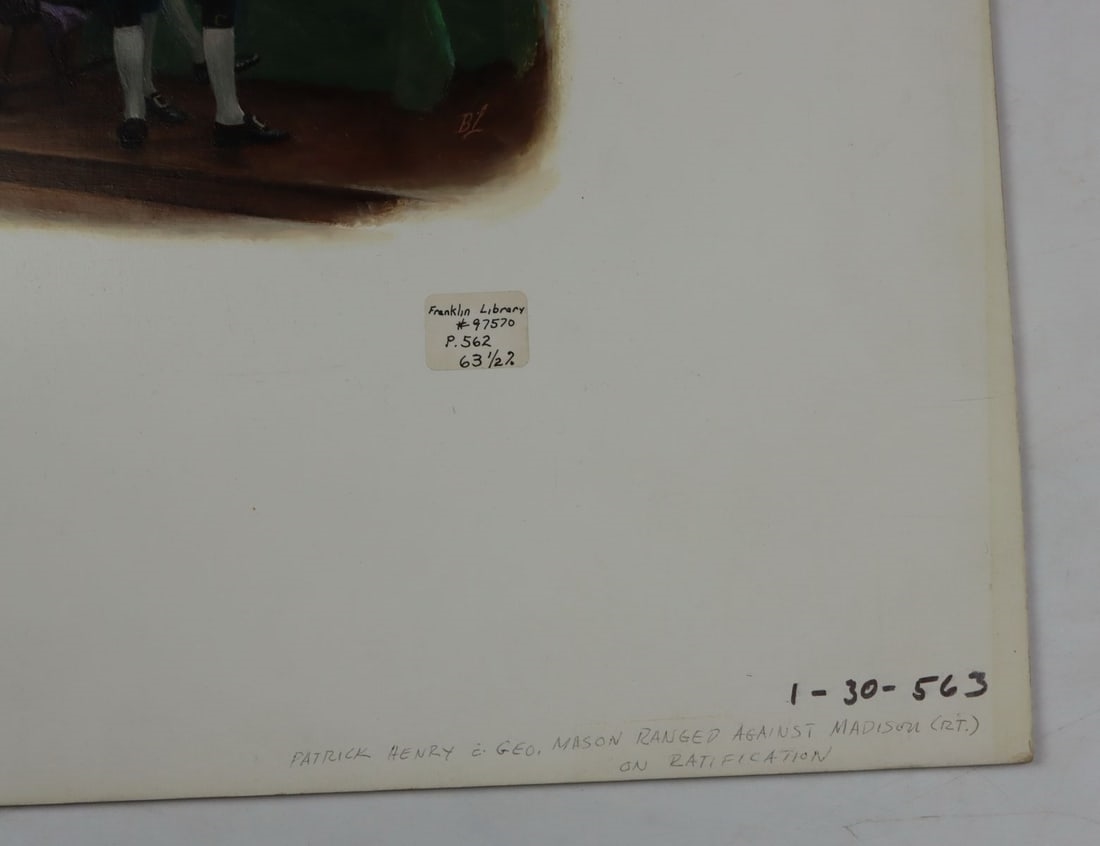 BL
Franklin Library
#97570
P.562
63 1/2%
1-30-563
PATRICK HENRY & GEO. MASON RANGED AGAINST MADISON (RT.)
ON RATIFICATION